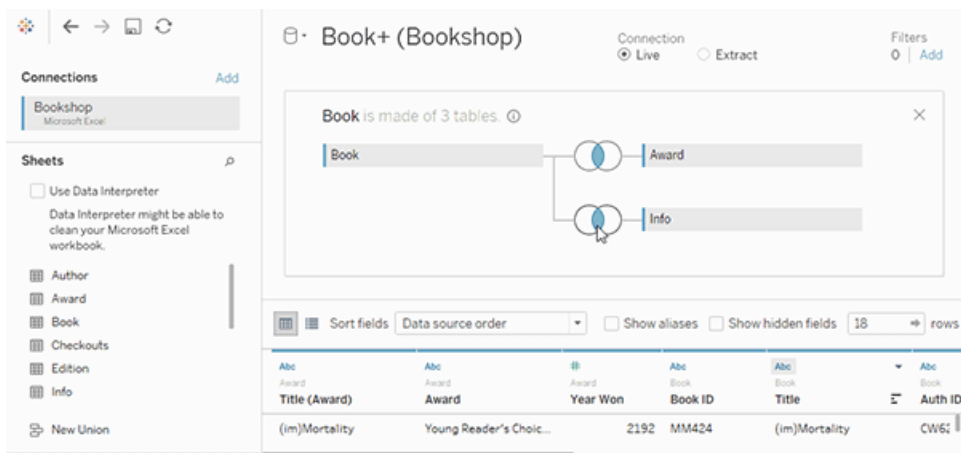 Book+ (Bookshop)
Connection
Live
Extract
Filters
0 | Add
Connections
Add
Bookshop
Microsoft Excel
Sheets
Use Data Interpreter
Data Interpreter might be able to
clean your Microsoft Excel
workbook.
Author
Award
Book
Checkouts
Edition
Info
New Union
Book is made of 3 tables.
Book
Award
Info
Sort fields
Data source order
Show aliases
Show hidden fields
18
rows
Abc Abc # Abc Abc Abc
Award Award Award Book Book Book
Title (Award) Award Year Won Book ID Title Auth ID
(im)Mortality Young Reader's Choic... 2192 MM424 (im)Mortality CW62